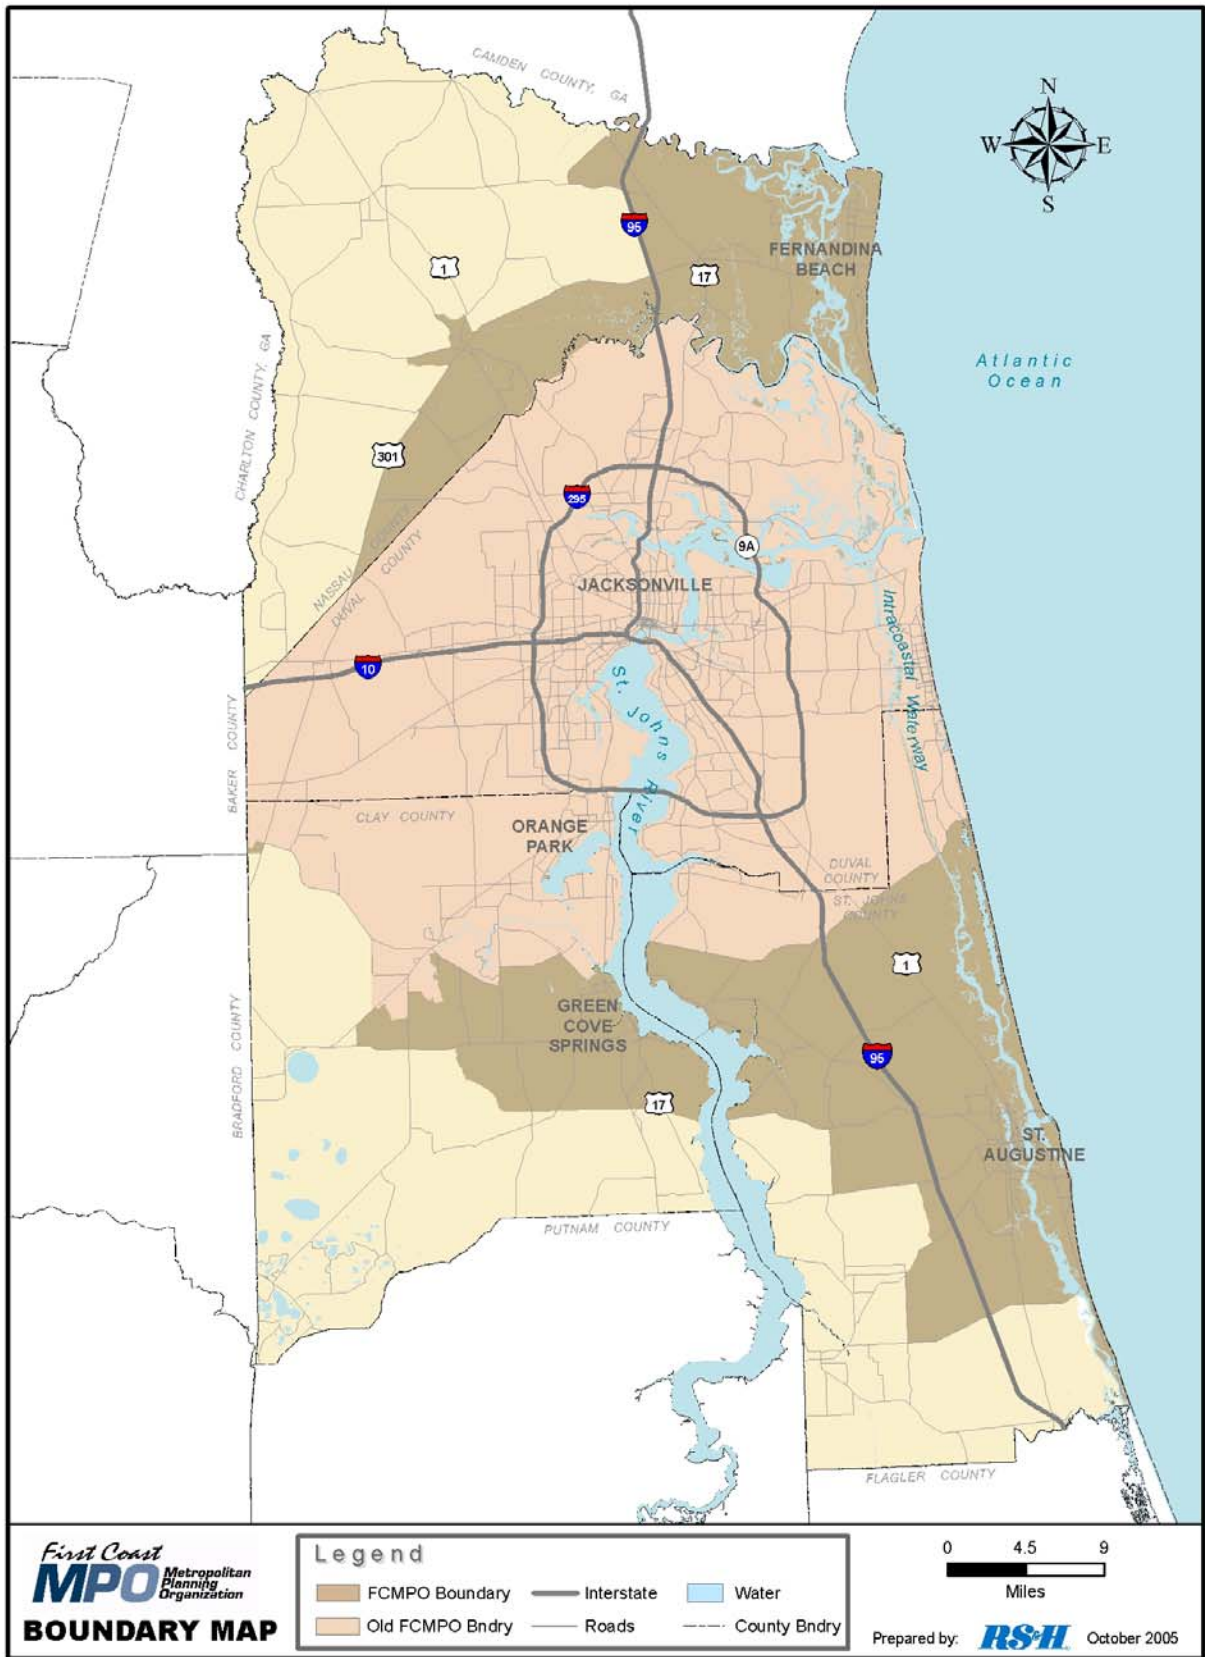 CAMDEN COUNTY, GA
N
W
E
S
95
FERNANDINA
BEACH
1
17
Atlantic
Ocean
CHARLTON COUNTY, GA
301
295
9A
NASSAU COUNTY
DUVAL COUNTY
JACKSONVILLE
Intracoastal Waterway
10
St. Johns River
BAKER COUNTY
CLAY COUNTY
ORANGE
PARK
DUVAL
COUNTY
ST. JOHNS
COUNTY
1
GREEN
COVE
SPRINGS
BRADFORD COUNTY
95
17
ST.
AUGUSTINE
PUTNAM COUNTY
FLAGLER COUNTY
First Coast
MPO Metropolitan
Planning
Organization
BOUNDARY MAP
Legend
FCMPO Boundary
Interstate
Water
Old FCMPO Bndry
Roads
County Bndry
0 4.5 9
Miles
Prepared by: RS&H October 2005